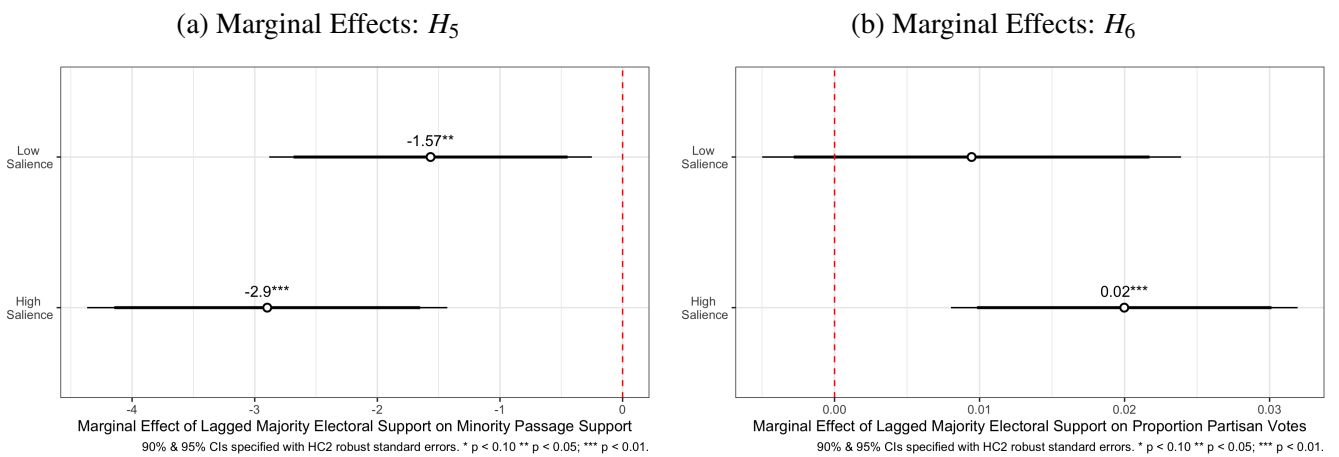 (a) Marginal Effects: H5
Low
Salience
-1.57**
High
Salience
-2.9***
-4 -3 -2 -1 0
Marginal Effect of Lagged Majority Electoral Support on Minority Passage Support
90% & 95% CIs specified with HC2 robust standard errors. * p < 0.10 ** p < 0.05; *** p < 0.01.
(b) Marginal Effects: H6
Low
Salience
High
Salience
0.02***
0.00 0.01 0.02 0.03
Marginal Effect of Lagged Majority Electoral Support on Proportion Partisan Votes
90% & 95% CIs specified with HC2 robust standard errors. * p < 0.10 ** p < 0.05; *** p < 0.01.